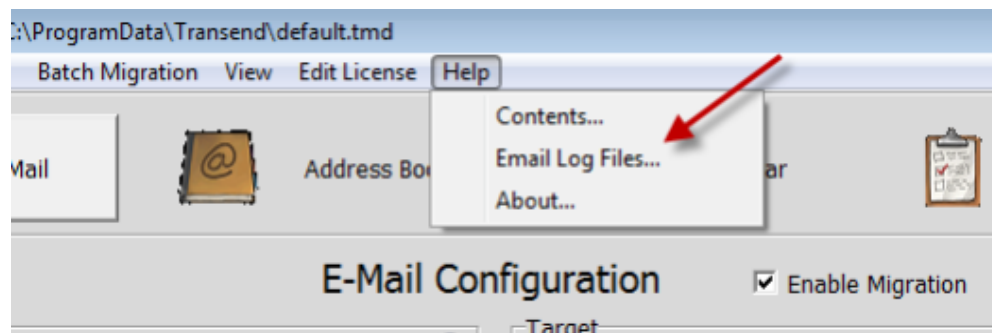 :\ProgramData\Transend\default.tmd
Batch Migration View Edit License Help
Contents...
Mail Address Bo Email Log Files... ar
About...
E-Mail Configuration Enable Migration
Target